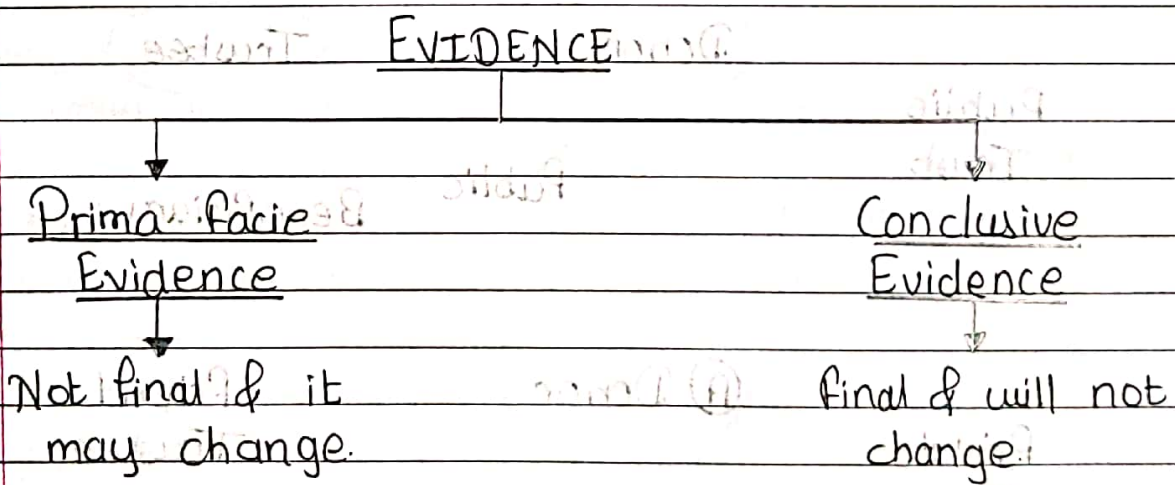 EVIDENCE
Prima facie
Evidence
Conclusive
Evidence
Not final & it
may change.
final & will not
change.